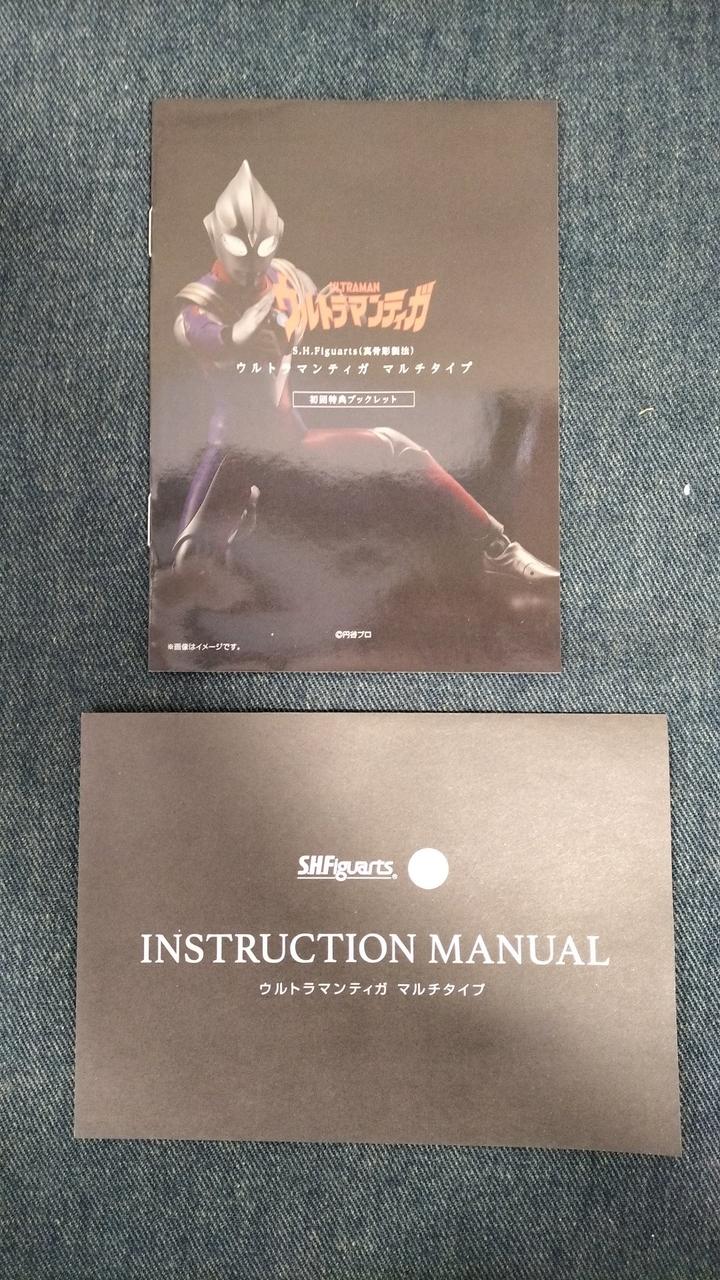 ULTRAMAN
ウルトラマンティガ
S.H.Figuarts(真骨彫製法)
ウルトラマンティガ マルチタイプ
初回特典ブックレット
©円谷プロ
※画像はイメージです。
S.H.Figuarts®
INSTRUCTION MANUAL
ウルトラマンティガ マルチタイプ